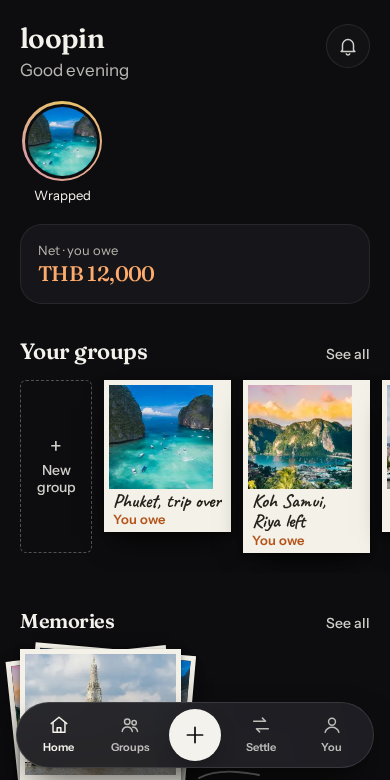 loopin
Good evening
Wrapped
Net · you owe
THB 12,000
Your groups
See all
+
New
group
Phuket, trip over
You owe
Koh Samui,
Riya left
You owe
Memories
See all
Home
Groups
Settle
You